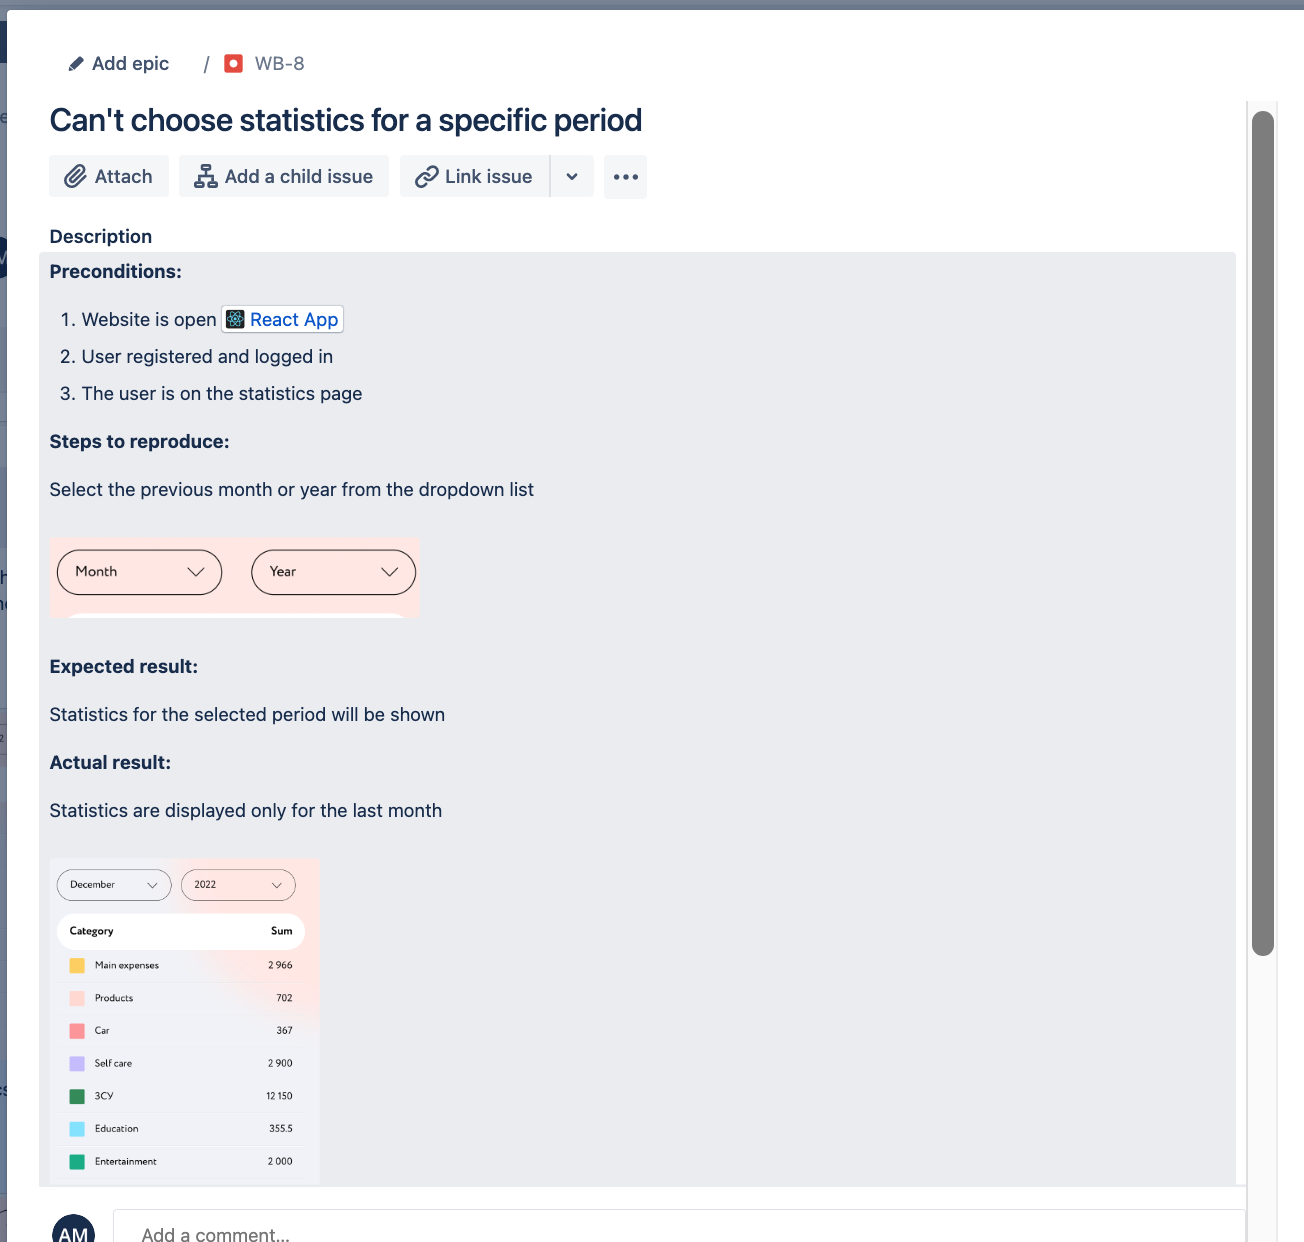 Add epic / WB-8
Can't choose statistics for a specific period
Attach Add a child issue Link issue
Description
Preconditions:
1. Website is open React App
2. User registered and logged in
3. The user is on the statistics page
Steps to reproduce:
Select the previous month or year from the dropdown list
Month Year
Expected result:
Statistics for the selected period will be shown
Actual result:
Statistics are displayed only for the last month
December 2022
Category Sum
Main expenses 2 966
Products 702
Car 367
Self care 2 900
ЗСУ 12 150
Education 355.5
Entertainment 2 000
AM Add a comment...